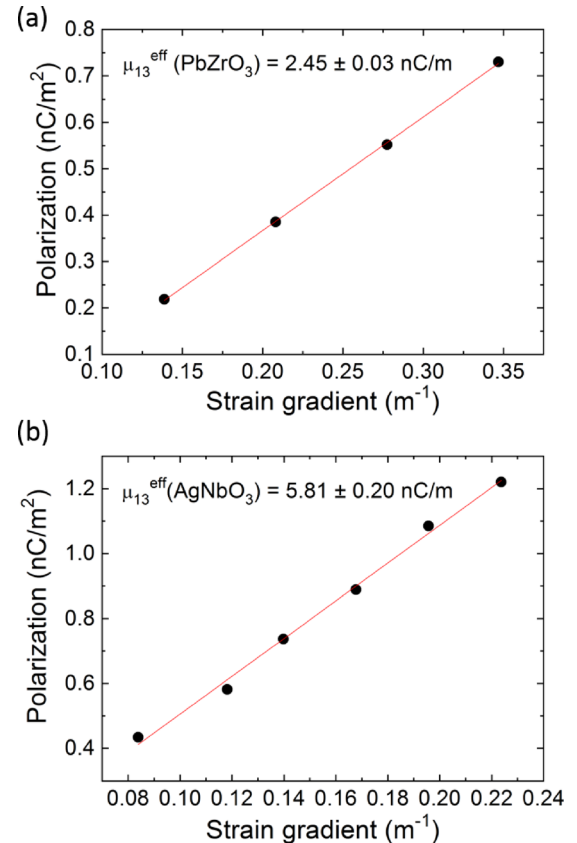 (a)
μ₁₃ᵉᶠᶠ (PbZrO₃) = 2.45 ± 0.03 nC/m
Polarization (nC/m²)
0.8
0.7
0.6
0.5
0.4
0.3
0.2
0.1
0.10 0.15 0.20 0.25 0.30 0.35
Strain gradient (m⁻¹)
(b)
μ₁₃ᵉᶠᶠ(AgNbO₃) = 5.81 ± 0.20 nC/m
Polarization (nC/m²)
1.2
1.0
0.8
0.6
0.4
0.08 0.10 0.12 0.14 0.16 0.18 0.20 0.22 0.24
Strain gradient (m⁻¹)